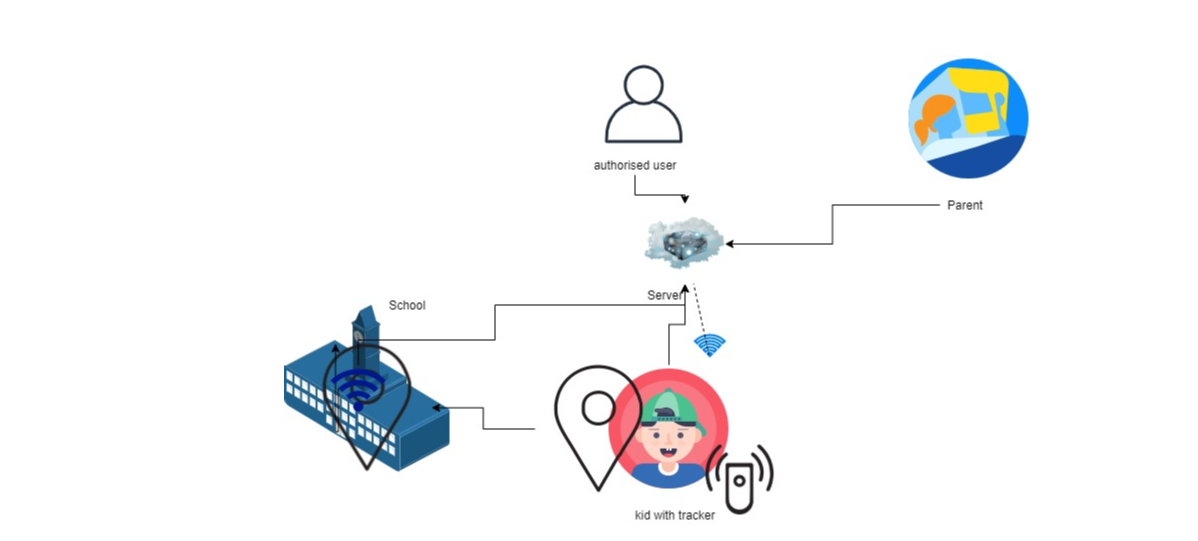 authorised user
Parent
Server
School
kid with tracker